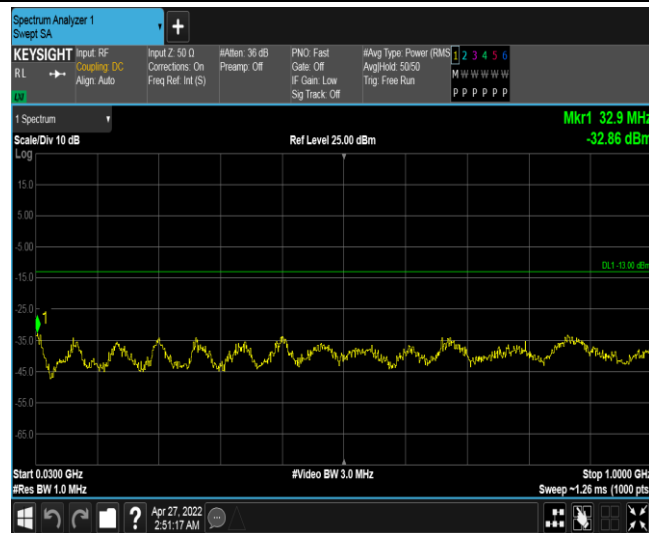 Spectrum Analyzer 1
Swept SA
+
KEYSIGHT Input: RF Input Z: 50 Ω #Atten: 36 dB PNO: Fast #Avg Type: Power (RMS 1 2 3 4 5 6
RL Coupling: DC Corrections: On Preamp: Off Gate: Off Avg|Hold: 50/50 M W W W W W
Align: Auto Freq Ref: Int (S) IF Gain: Low Trig: Free Run
Sig Track: Off P P P P P P
1 Spectrum Mkr1 32.9 MHz
Scale/Div 10 dB Ref Level 25.00 dBm -32.86 dBm
Log
15.0
5.00
-5.00
DL1 -13.00 dBm
-15.0
-25.0
1
-35.0
-45.0
-55.0
-65.0
Start 0.0300 GHz #Video BW 3.0 MHz Stop 1.0000 GHz
#Res BW 1.0 MHz Sweep ~1.26 ms (1000 pts
? Apr 27, 2022
2:51:17 AM